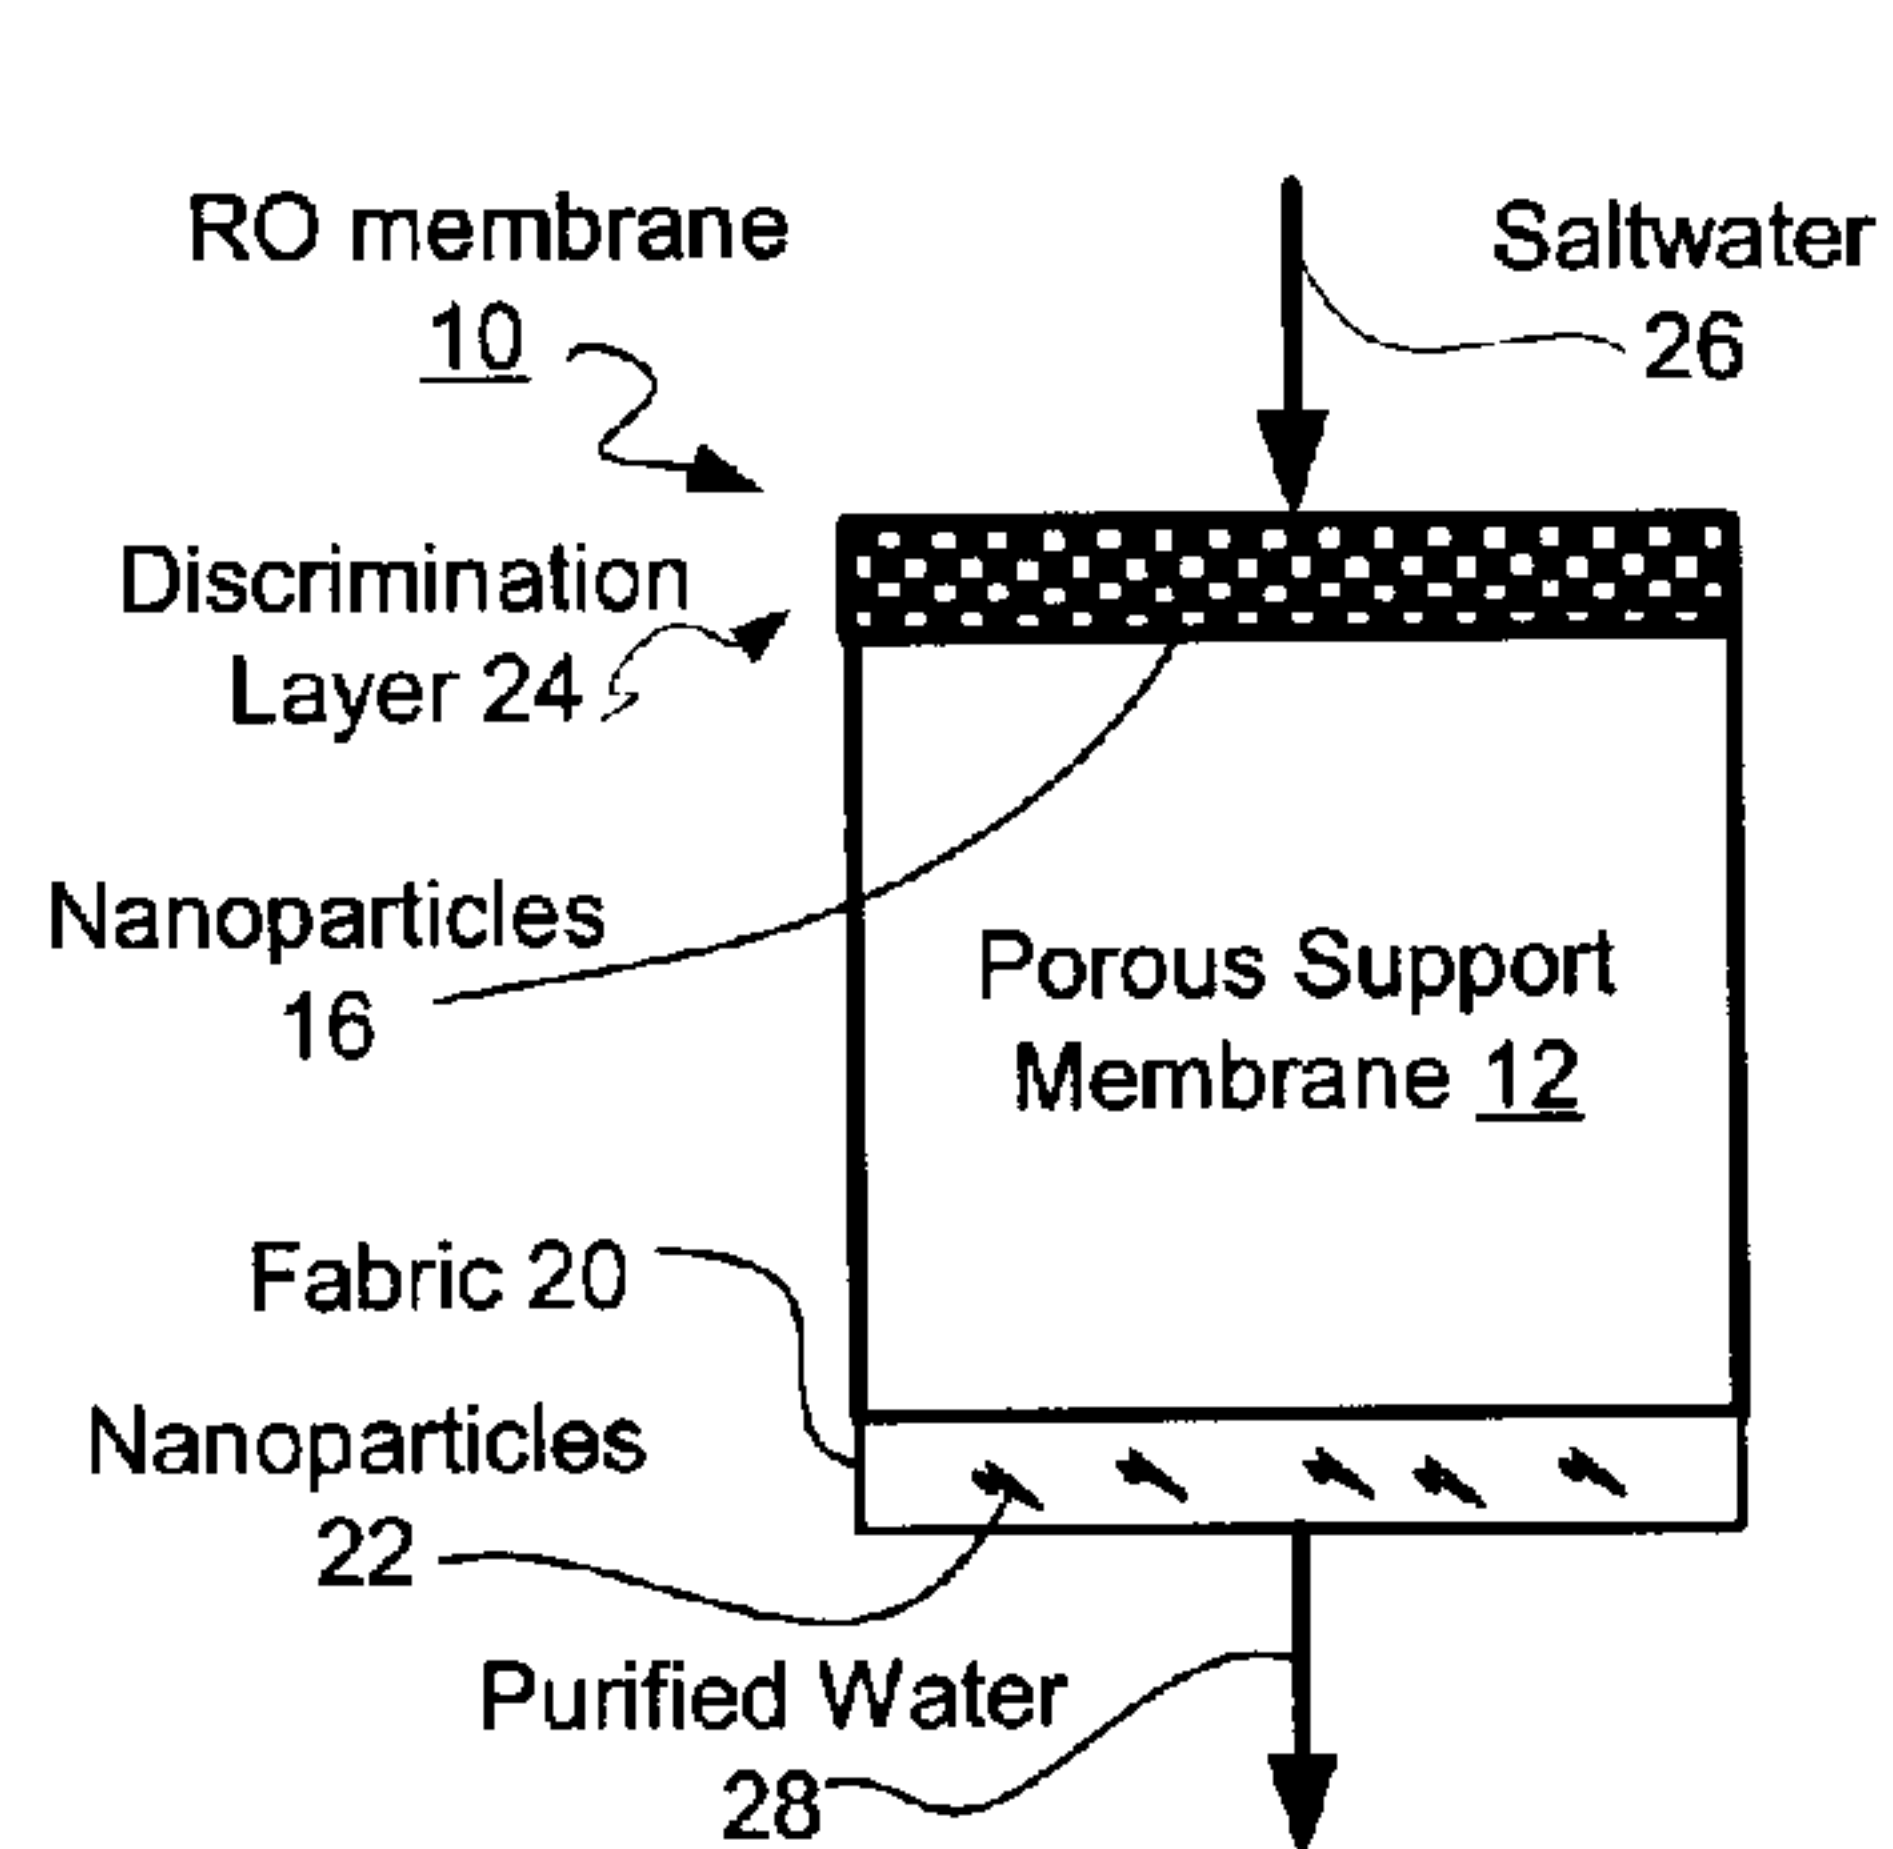 RO membrane
10
Saltwater
26
Discrimination
Layer 24
Nanoparticles
16
Porous Support
Membrane 12
Fabric 20
Nanoparticles
22
Purified Water
28